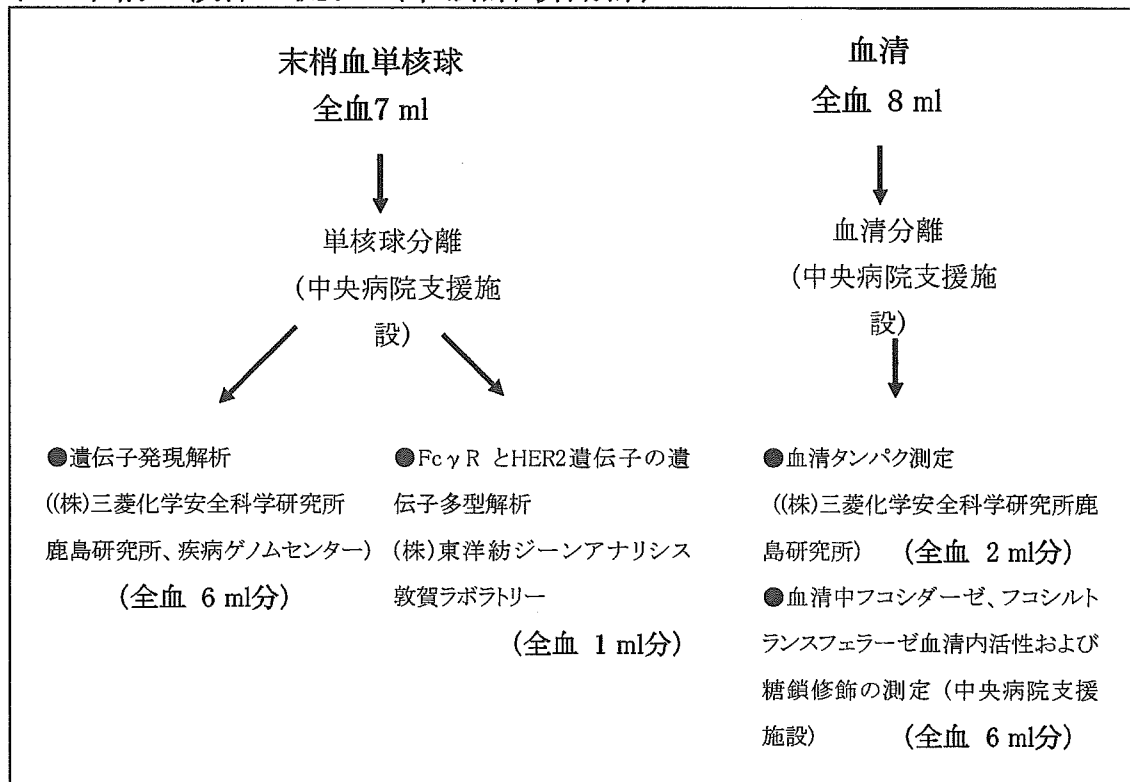 末梢血単核球
全血7 ml
単核球分離
(中央病院支援施
設)
●遺伝子発現解析
((株)三菱化学安全科学研究所
鹿島研究所、疾病ゲノムセンター)
(全血 6 ml分)
●FcγR とHER2遺伝子の遺
伝子多型解析
(株)東洋紡ジーンアナリシス
敦賀ラボラトリー
(全血 1 ml分)
血清
全血 8 ml
血清分離
(中央病院支援施
設)
●血清タンパク測定
((株)三菱化学安全科学研究所鹿
島研究所) (全血 2 ml分)
●血清中フコシダーゼ、フコシルト
ランスフェラーゼ血清内活性および
糖鎖修飾の測定 (中央病院支援
施設) (全血 6 ml分)